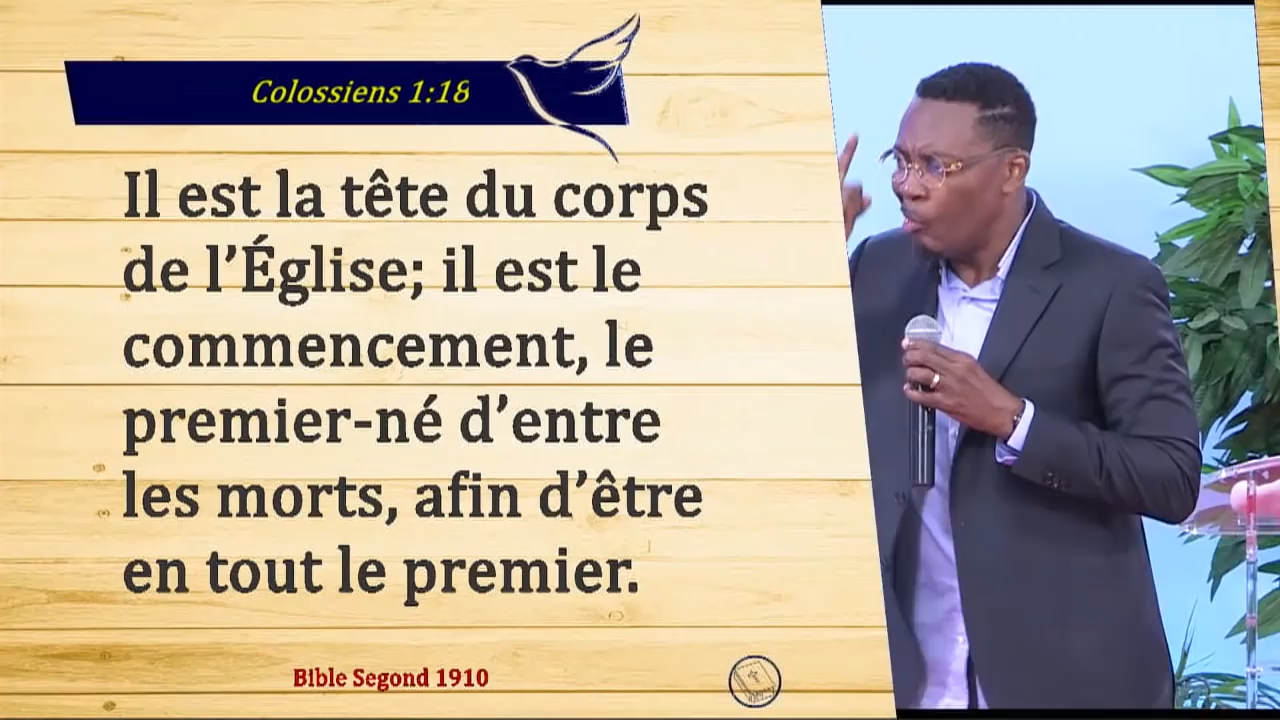 Colossiens 1:18
Il est la tête du corps
de l’Église; il est le
commencement, le
premier-né d’entre
les morts, afin d’être
en tout le premier.
Bible Segond 1910